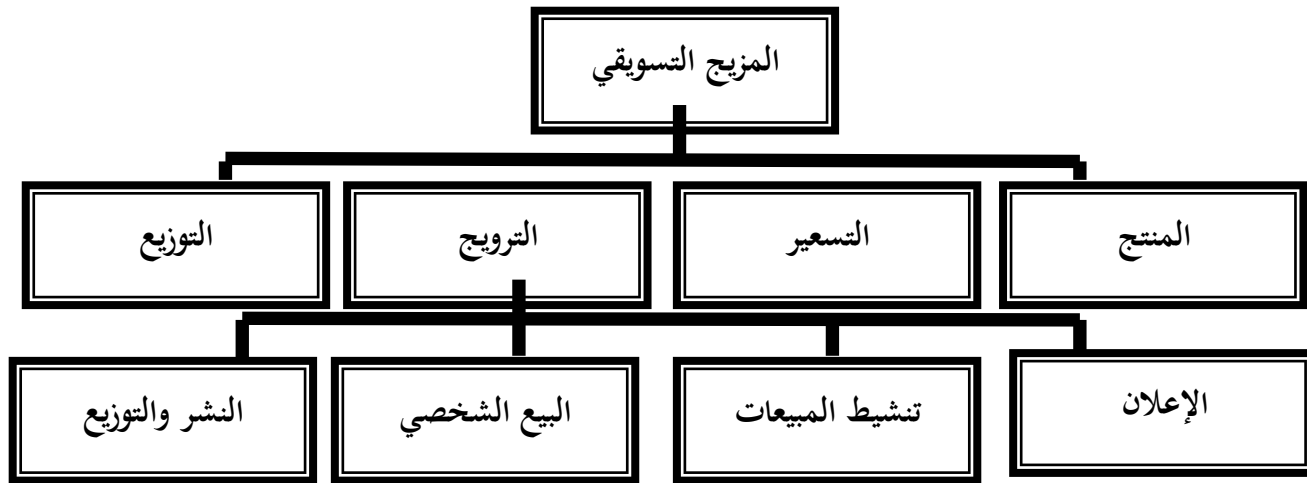 المزيج التسويقي
المنتج
التسعير
الترويج
التوزيع
الإعلان
تنشيط المبيعات
البيع الشخصي
النشر والتوزيع